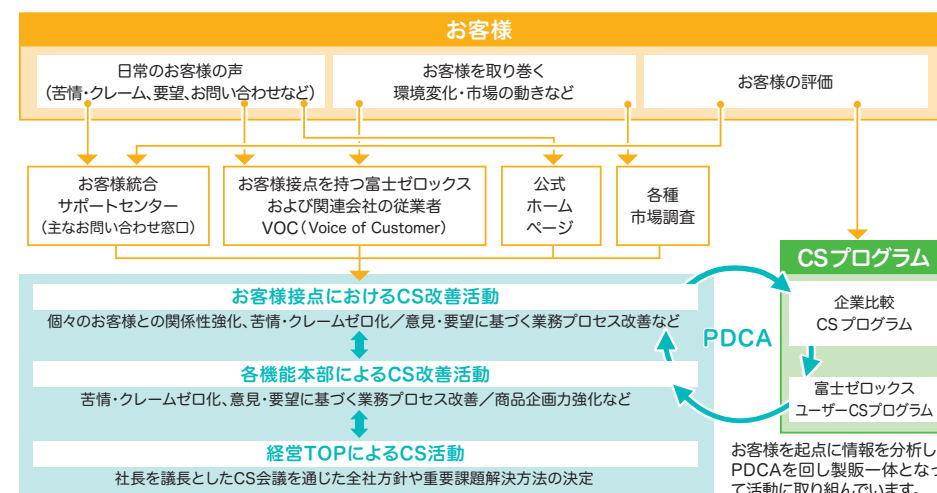 お客様
日常のお客様の声
(苦情・クレーム、要望、お問い合わせなど)
お客様を取り巻く
環境変化・市場の動きなど
お客様の評価
お客様統合
サポートセンター
(主なお問い合わせ窓口)
お客様接点を持つ富士ゼロックス
および関連会社の従業者
VOC(Voice of Customer)
公式
ホーム
ページ
各種
市場調査
CSプログラム
企業比較
CSプログラム
富士ゼロックス
ユーザーCSプログラム
PDCA
お客様接点におけるCS改善活動
個々のお客様との関係性強化、苦情・クレームゼロ化／意見・要望に基づく業務プロセス改善など
各機能本部によるCS改善活動
苦情・クレームゼロ化、意見・要望に基づく業務プロセス改善／商品企画力強化など
経営TOPによるCS活動
社長を議長としたCS会議を通じた全社方針や重要課題解決方法の決定
お客様を起点に情報を分析し
PDCAを回し製販一体となっ
て活動に取り組んでいます。